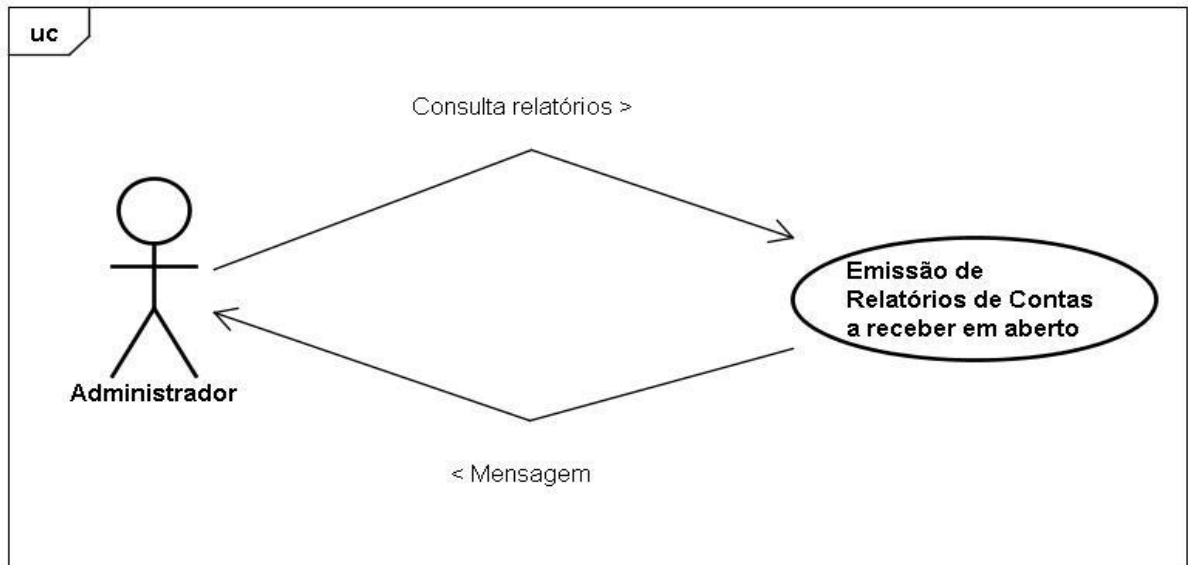 uc
Consulta relatórios >
Emissão de
Relatórios de Contas
a receber em aberto
Administrador
< Mensagem